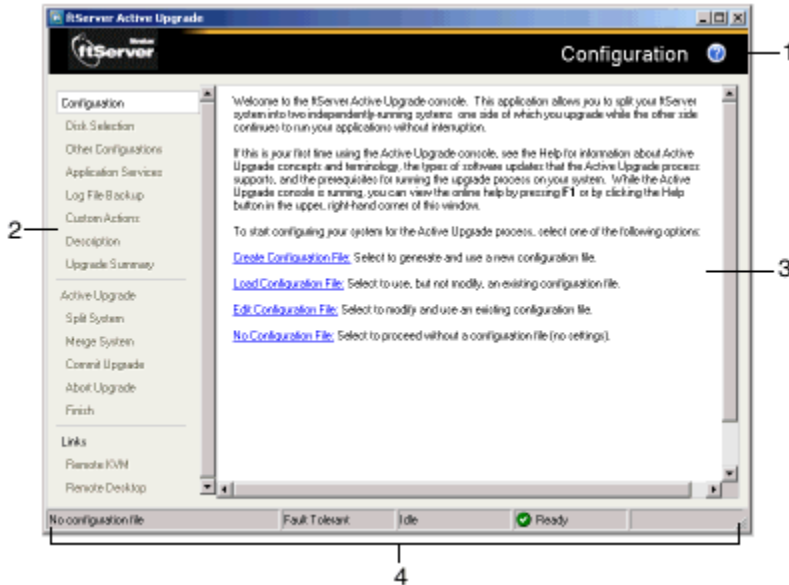 ftServer Active Upgrade
Stratus
ftServer
Configuration
?
1
Configuration
Disk Selection
Other Configurations
Application Services
Log File Backup
Custom Actions
Description
Upgrade Summary
2
Active Upgrade
Split System
Merge System
Commit Upgrade
Abort Upgrade
Finish
Links
Remote KVM
Remote Desktop
Welcome to the ftServer Active Upgrade console. This application allows you to split your ftServer
system into two independently-running systems: one side of which you upgrade while the other side
continues to run your applications without interruption.
If this is your first time using the Active Upgrade console, see the Help for information about Active
Upgrade concepts and terminology, the types of software updates that the Active Upgrade process
supports, and the prerequisites for running the upgrade process on your system. While the Active
Upgrade console is running, you can view the online help by pressing F1 or by clicking the Help
button in the upper, right-hand corner of this window.
To start configuring your system for the Active Upgrade process, select one of the following options:
Create Configuration File: Select to generate and use a new configuration file.
Load Configuration File: Select to use, but not modify, an existing configuration file.
Edit Configuration File: Select to modify and use an existing configuration file.
No Configuration File: Select to proceed without a configuration file (no settings).
3
No configuration file
Fault Tolerant
Idle
Ready
4